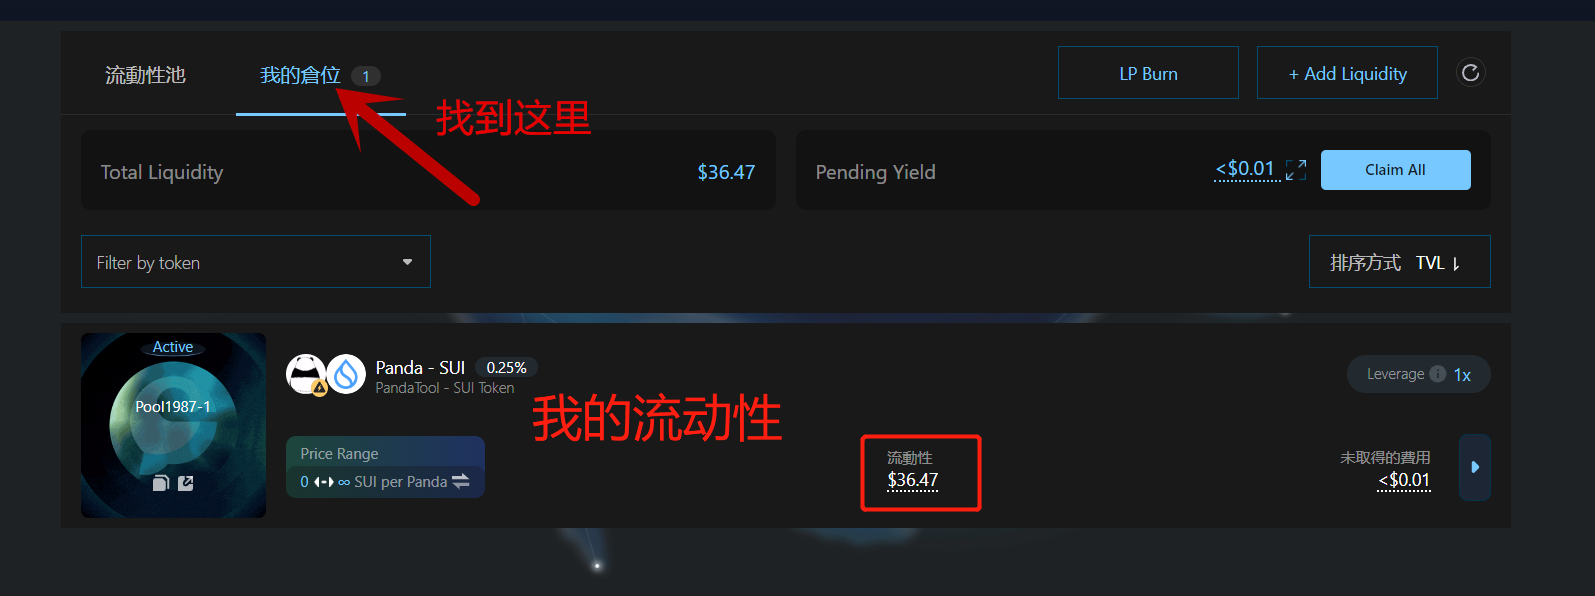 流動性池
我的倉位 1
LP Burn
+ Add Liquidity
找到这里
Total Liquidity
$36.47
Pending Yield
<$0.01
Claim All
Filter by token
排序方式 TVL ↓
Active
Pool1987-1
Panda - SUI 0.25%
PandaTool - SUI Token
Leverage 1x
我的流动性
Price Range
0 ∞ SUI per Panda
流動性
$36.47
未取得的費用
<$0.01